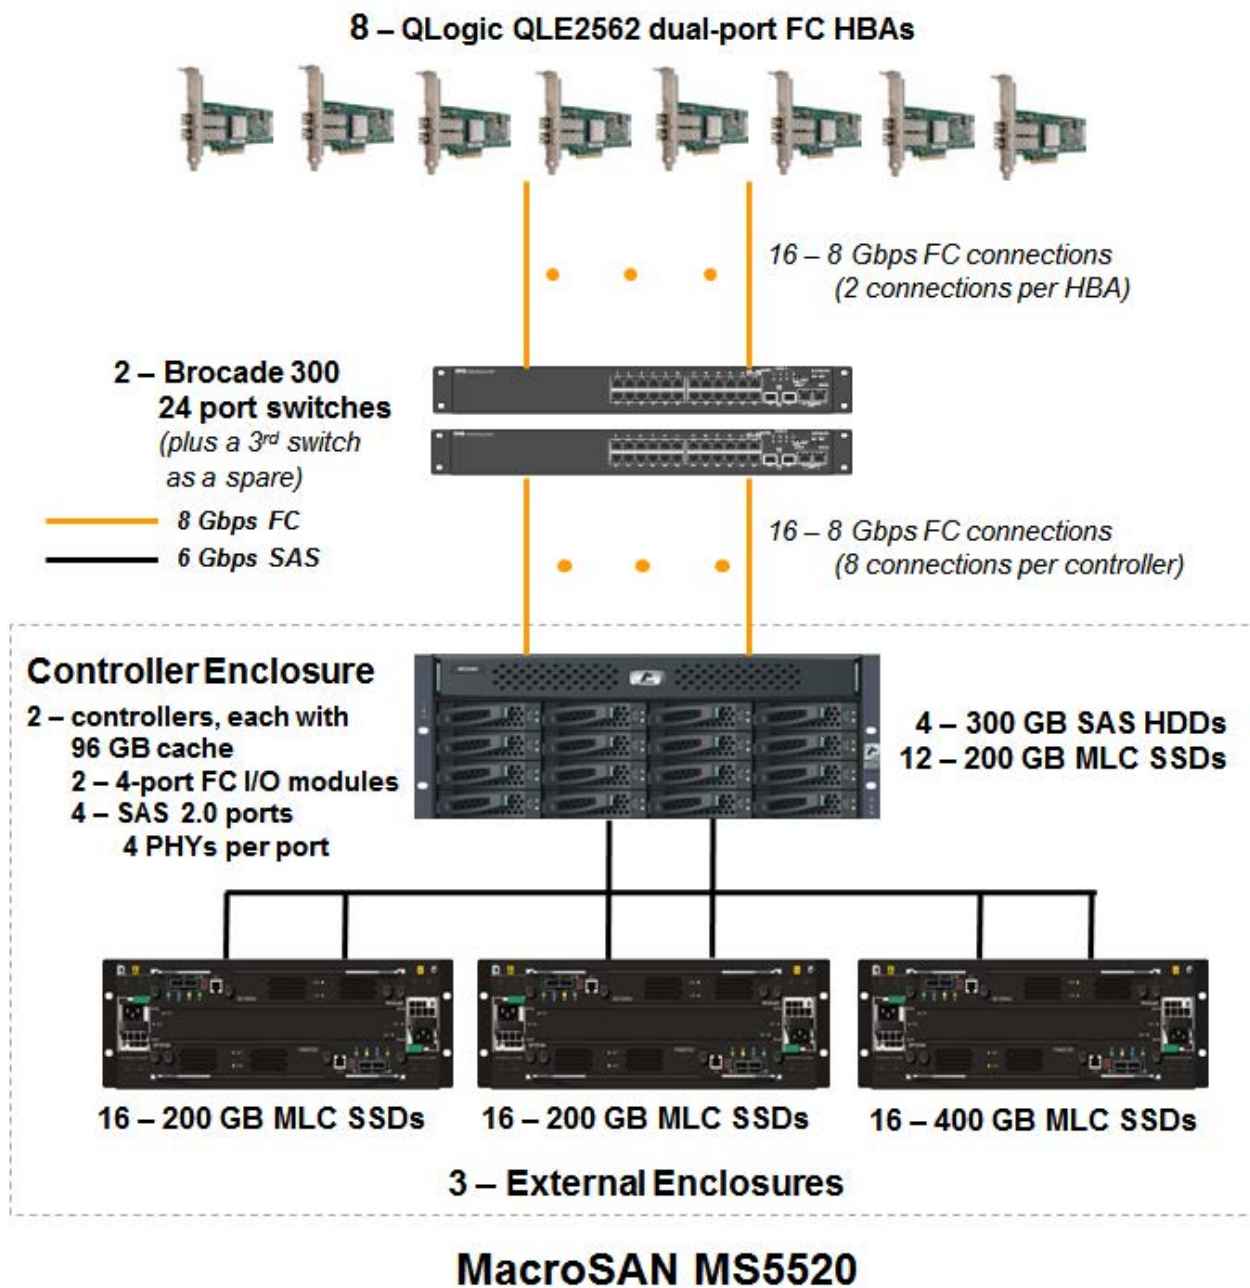 8 – QLogic QLE2562 dual-port FC HBAs
16 – 8 Gbps FC connections
(2 connections per HBA)
2 – Brocade 300
24 port switches
(plus a 3rd switch
as a spare)
8 Gbps FC
6 Gbps SAS
16 – 8 Gbps FC connections
(8 connections per controller)
Controller Enclosure
2 – controllers, each with
96 GB cache
2 – 4-port FC I/O modules
4 – SAS 2.0 ports
4 PHYs per port
4 – 300 GB SAS HDDs
12 – 200 GB MLC SSDs
16 – 200 GB MLC SSDs
16 – 200 GB MLC SSDs
16 – 400 GB MLC SSDs
3 – External Enclosures
MacroSAN MS5520